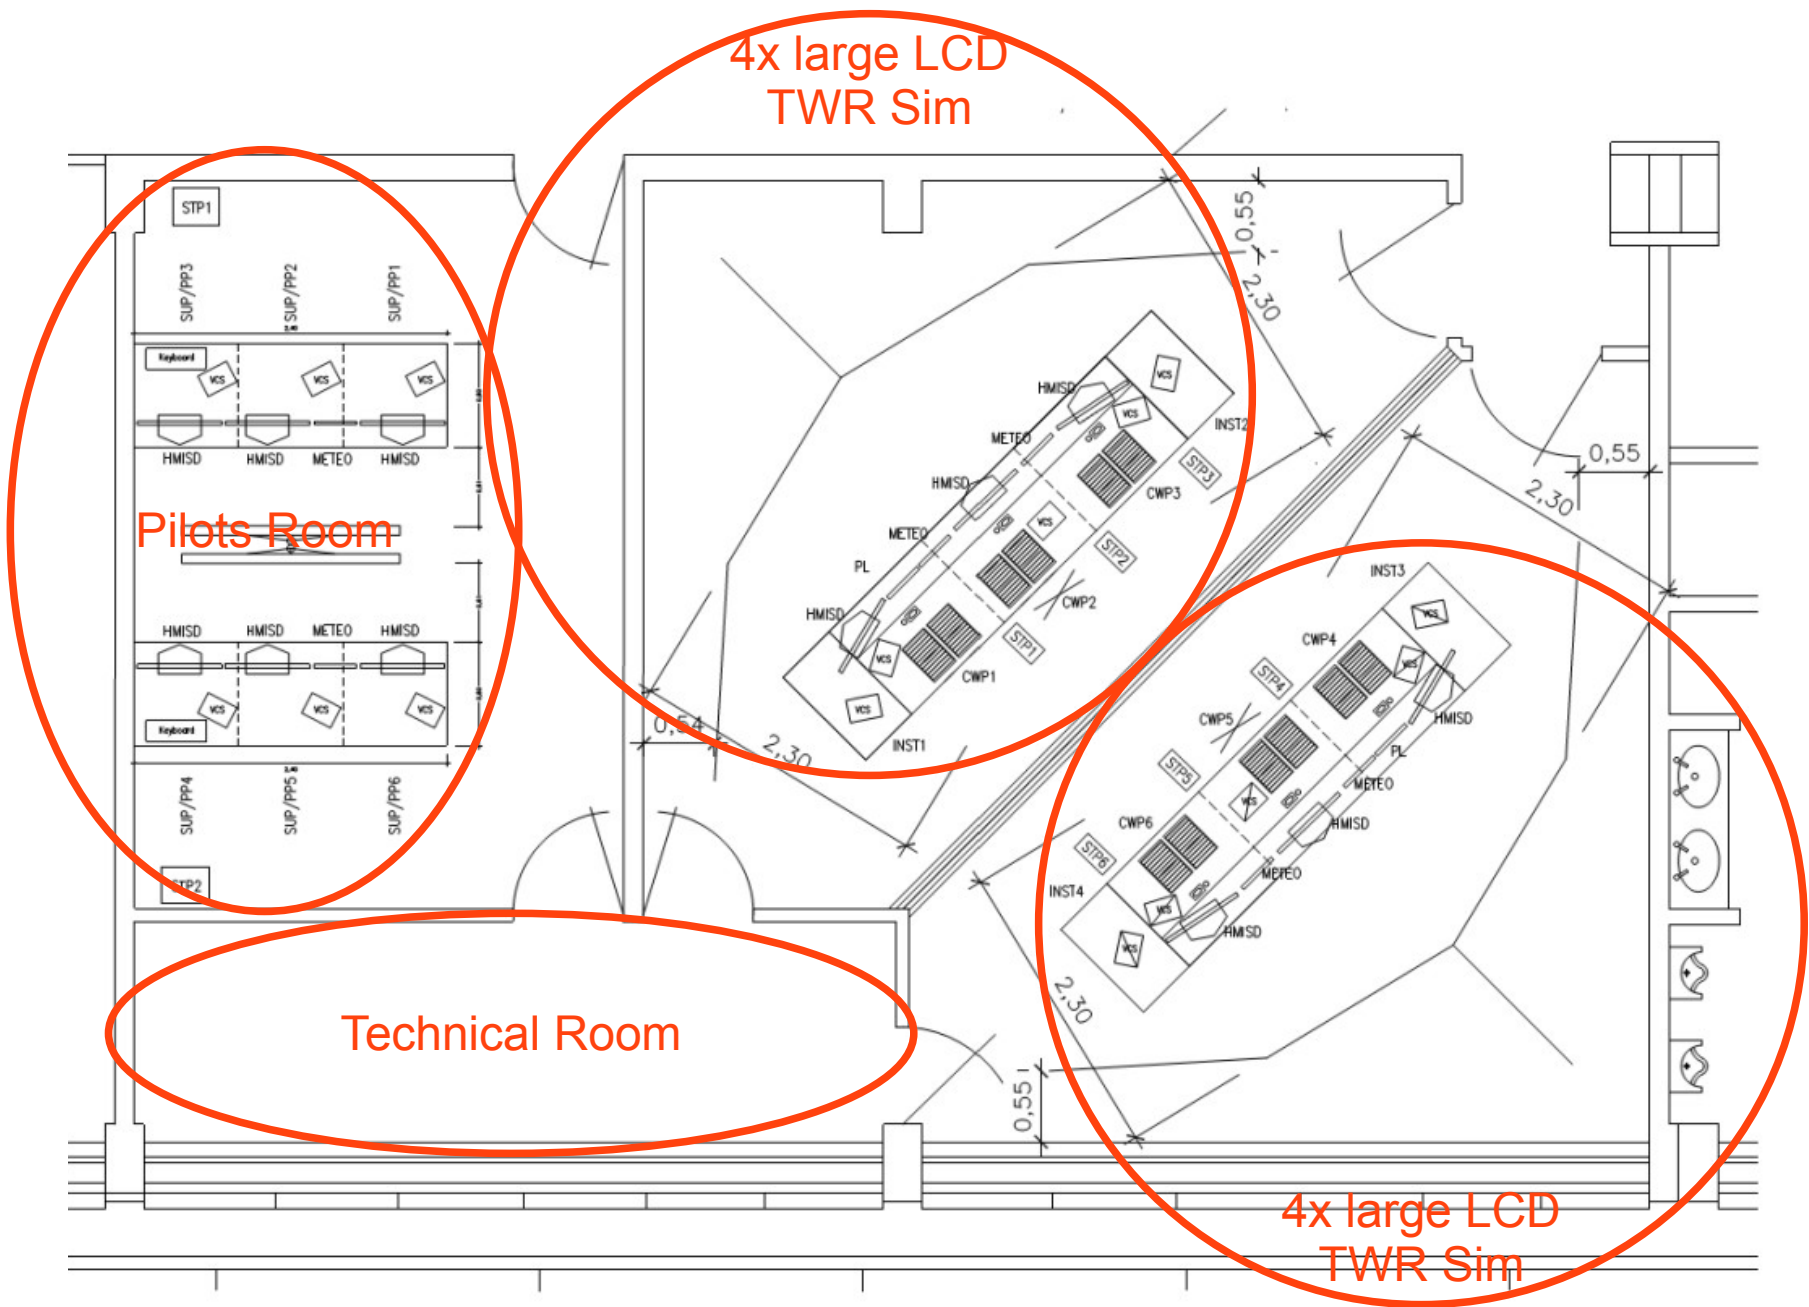 4x large LCD
TWR Sim
STP1
SUP/PP3
SUP/PP2
SUP/PP1
Keyboard
VCS
VCS
VCS
HMISD
HMISD
METEO
HMISD
Pilots Room
HMISD
HMISD
METEO
HMISD
VCS
VCS
VCS
Keyboard
SUP/PP4
SUP/PP5
SUP/PP6
STP2
0,55
2,30
VCS
HMISD
VCS
INST2
METEO
STP3
HMISD
CWP3
VCS
METEO
STP2
PL
CWP2
HMISD
STP1
VCS
CWP1
VCS
INST1
0,54
2,30
0,55
2,30
INST3
VCS
CWP4
VCS
STP4
HMISD
CWP5
PL
STP5
METEO
VCS
CWP6
HMISD
STP6
METEO
INST4
VCS
HMISD
VCS
2,30
0,55
Technical Room
4x large LCD
TWR Sim